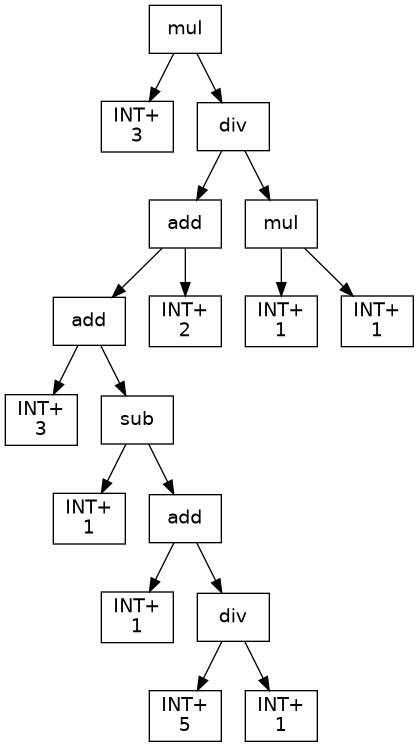 mul
INT+
3
div
add
mul
add
INT+
2
INT+
1
INT+
1
INT+
3
sub
INT+
1
add
INT+
1
div
INT+
5
INT+
1